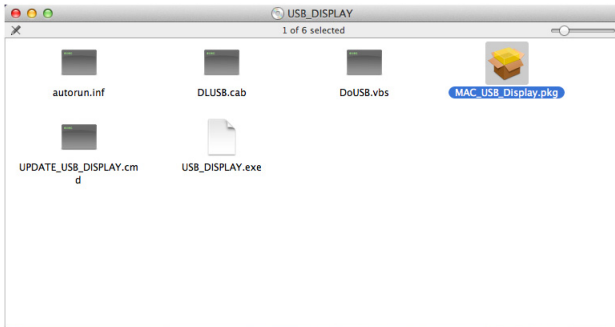 USB_DISPLAY
1 of 6 selected
autorun.inf
DLUSB.cab
DoUSB.vbs
MAC_USB_Display.pkg
UPDATE_USB_DISPLAY.cm
d
USB_DISPLAY.exe